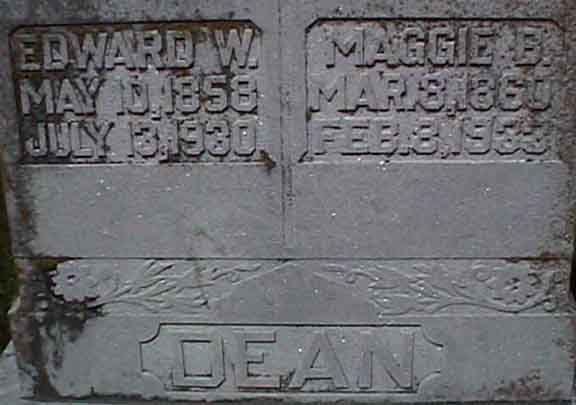 EDWARD W.
MAY 10, 1858
JULY 13, 1930
MAGGIE B.
MAR. 8, 1860
FEB. 8, 1933
DEAN